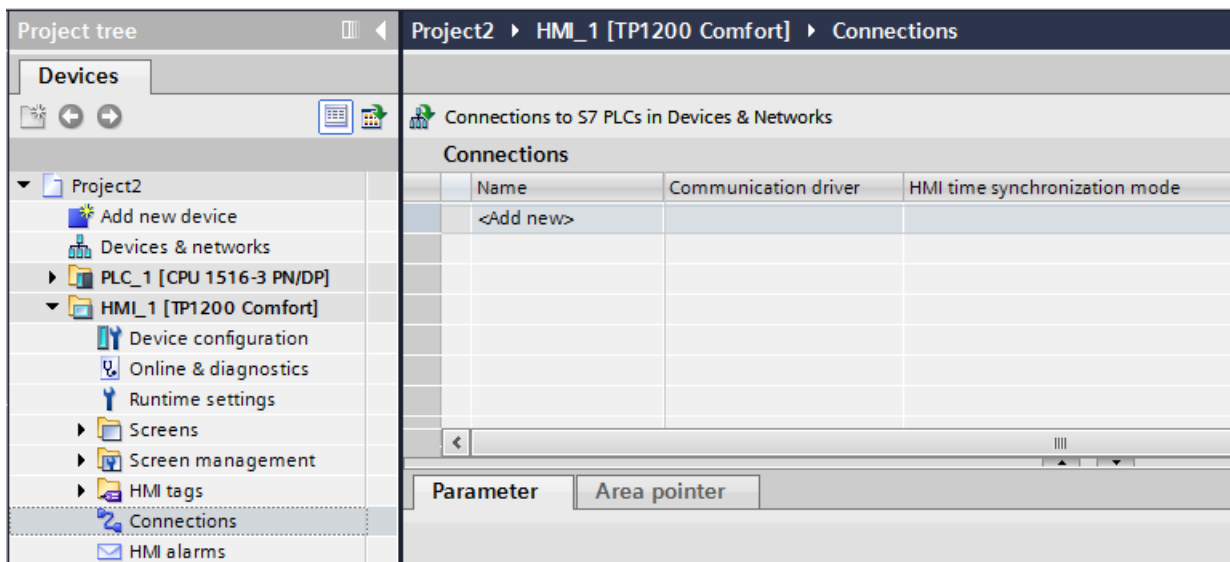 Project tree
Devices
Project2
Add new device
Devices & networks
PLC_1 [CPU 1516-3 PN/DP]
HMI_1 [TP1200 Comfort]
Device configuration
Online & diagnostics
Runtime settings
Screens
Screen management
HMI tags
Connections
HMI alarms
Project2 HMI_1 [TP1200 Comfort] Connections
Connections to S7 PLCs in Devices & Networks
Connections
Name Communication driver HMI time synchronization mode
<Add new>
Parameter Area pointer